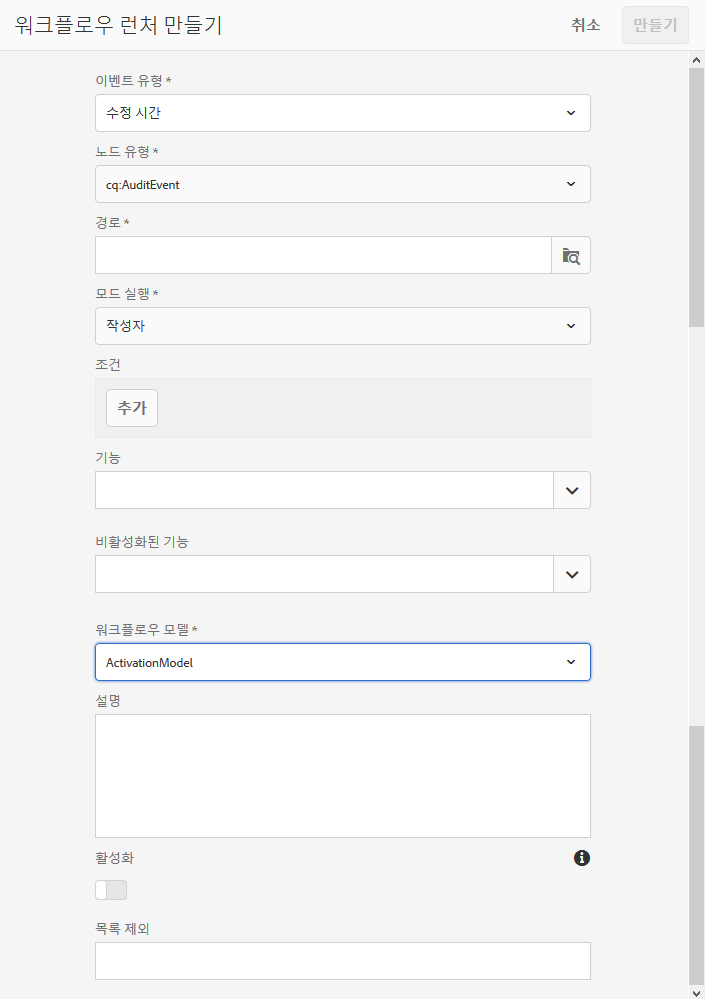 워크플로우 런처 만들기
취소
만들기
이벤트 유형 *
수정 시간
노드 유형 *
cq:AuditEvent
경로 *
모드 실행 *
작성자
조건
추가
기능
비활성화된 기능
워크플로우 모델 *
ActivationModel
설명
활성화
목록 제외